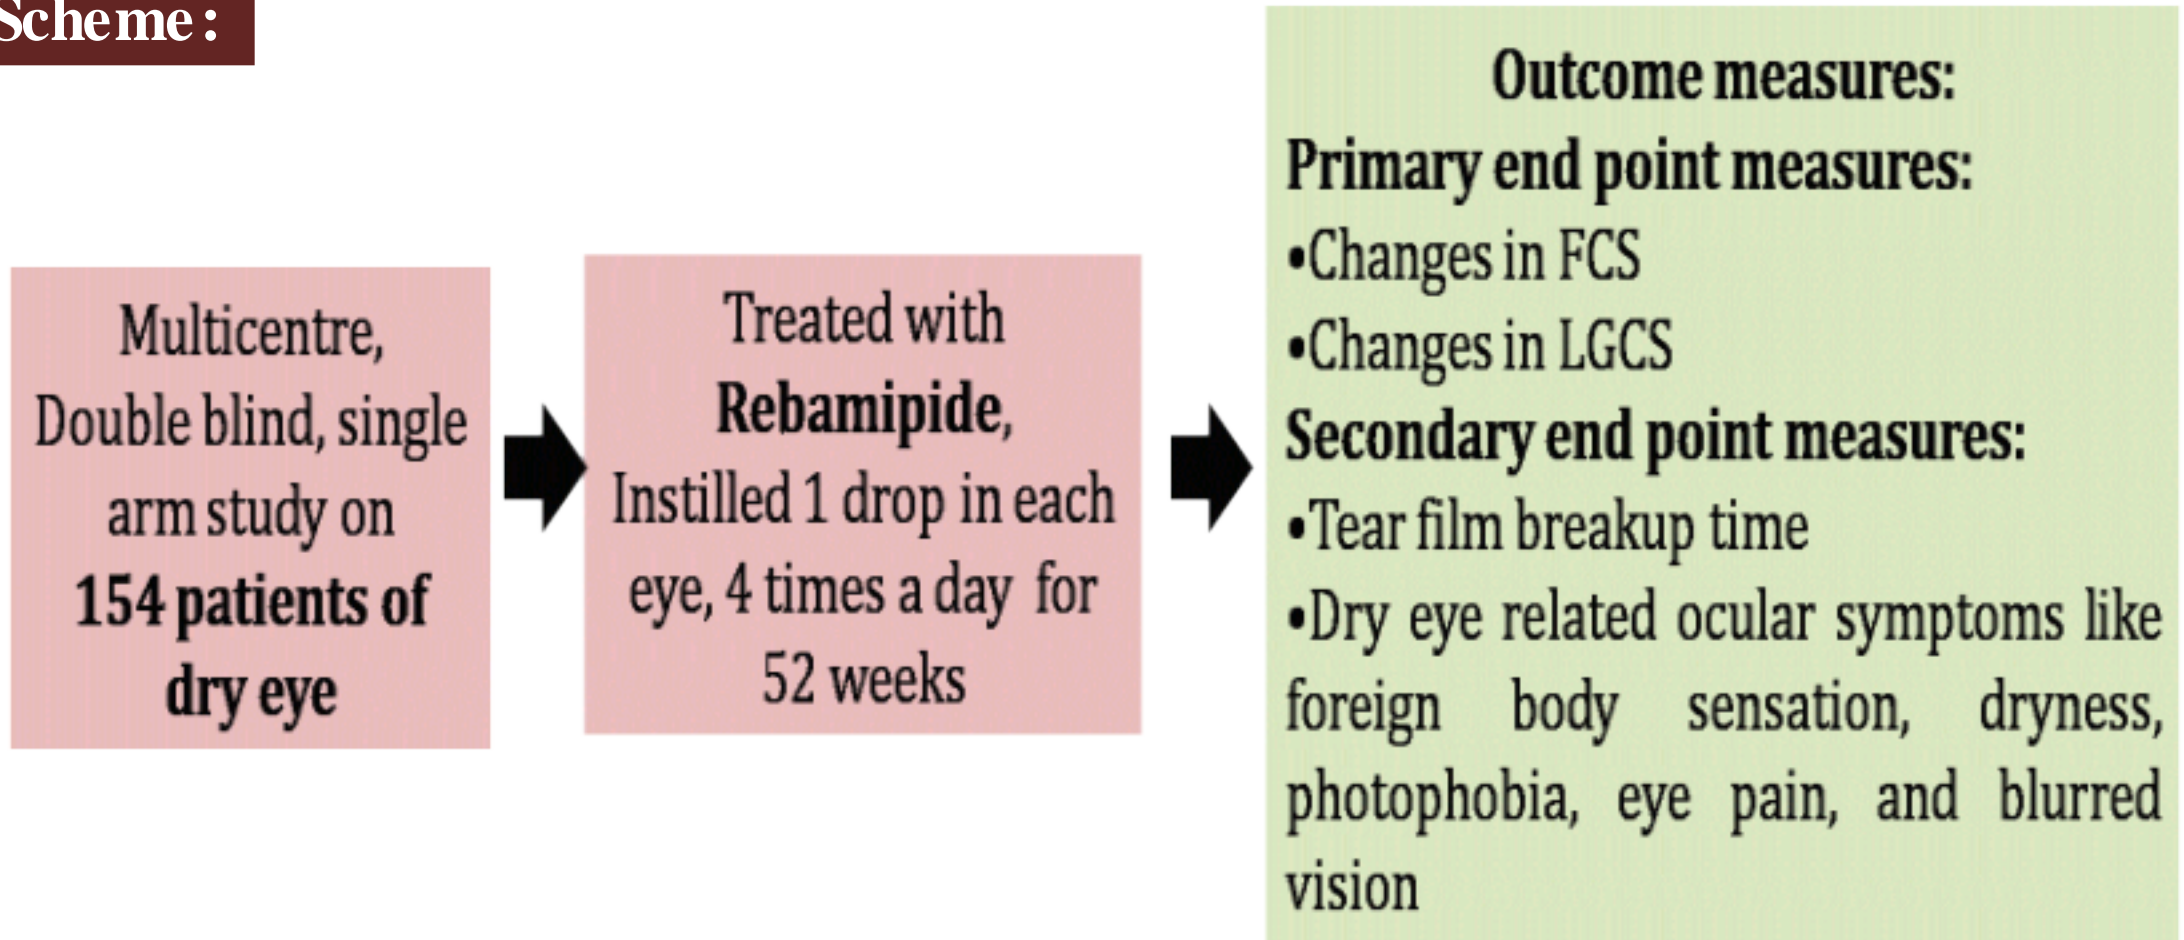 Scheme:
Multicentre,
Double blind, single
arm study on
154 patients of
dry eye
Treated with
Rebamipide,
Instilled 1 drop in each
eye, 4 times a day for
52 weeks
Outcome measures:
Primary end point measures:
•Changes in FCS
•Changes in LGCS
Secondary end point measures:
•Tear film breakup time
•Dry eye related ocular symptoms like
foreign body sensation, dryness,
photophobia, eye pain, and blurred
vision